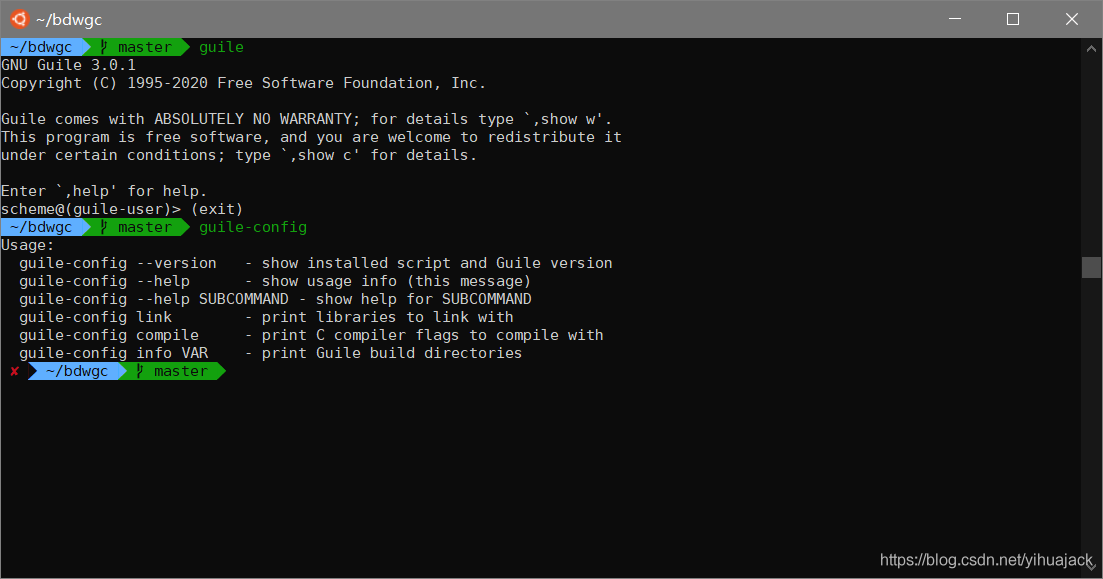 ~/bdwgc
~/bdwgc master guile
GNU Guile 3.0.1
Copyright (C) 1995-2020 Free Software Foundation, Inc.
Guile comes with ABSOLUTELY NO WARRANTY; for details type `,show w'.
This program is free software, and you are welcome to redistribute it
under certain conditions; type `,show c' for details.
Enter `,help' for help.
scheme@(guile-user)> (exit)
~/bdwgc master guile-config
Usage:
  guile-config --version   - show installed script and Guile version
  guile-config --help      - show usage info (this message)
  guile-config --help SUBCOMMAND - show help for SUBCOMMAND
  guile-config link        - print libraries to link with
  guile-config compile     - print C compiler flags to compile with
  guile-config info VAR    - print Guile build directories
✘ ~/bdwgc master
https://blog.csdn.net/yihuajack